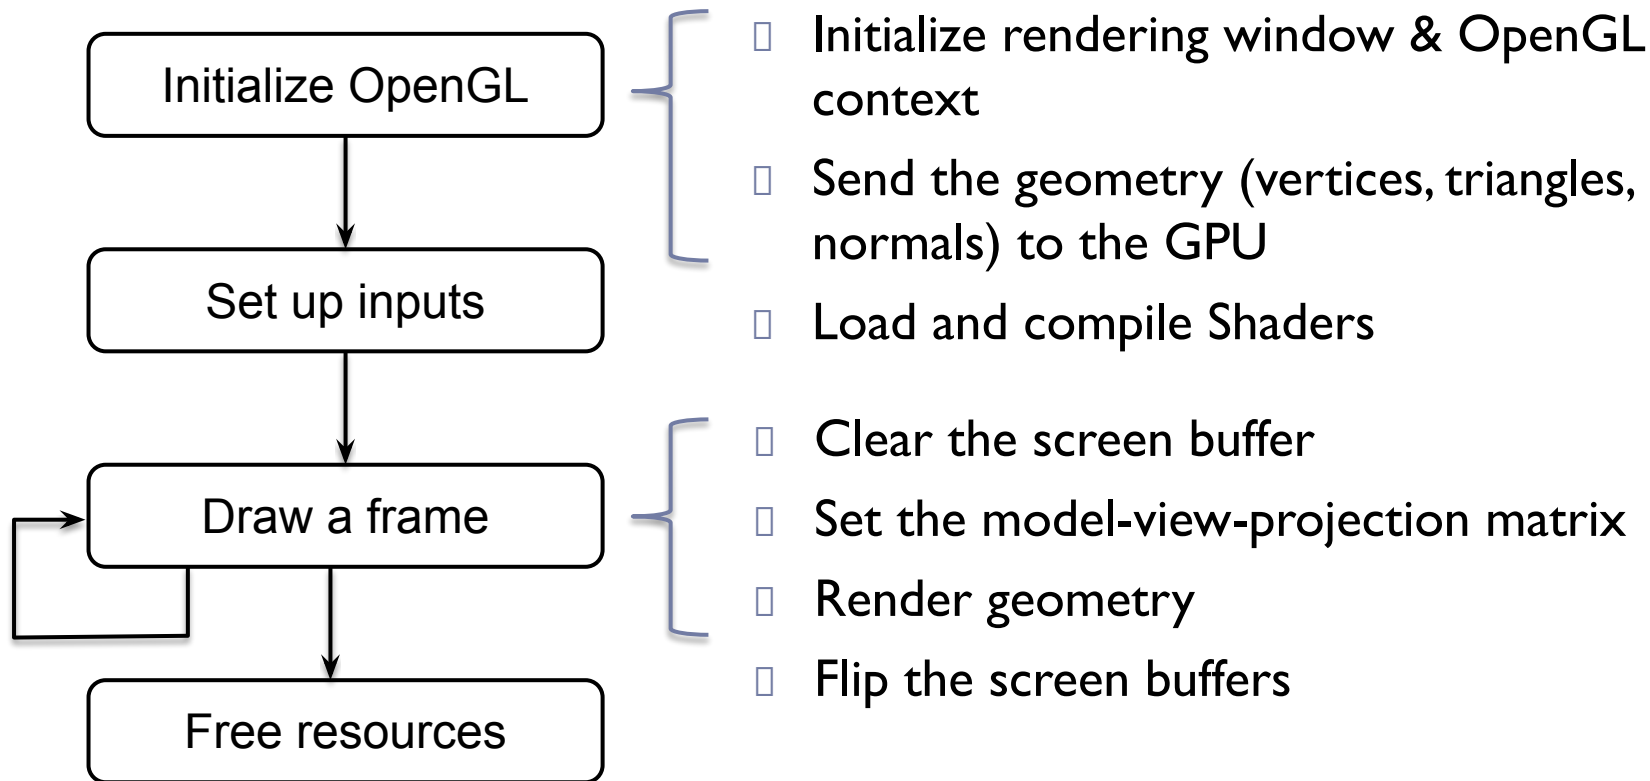 Initialize OpenGL
Initialize rendering window & OpenGL
context
Send the geometry (vertices, triangles,
normals) to the GPU
Set up inputs
Load and compile Shaders
Draw a frame
Clear the screen buffer
Set the model-view-projection matrix
Render geometry
Flip the screen buffers
Free resources